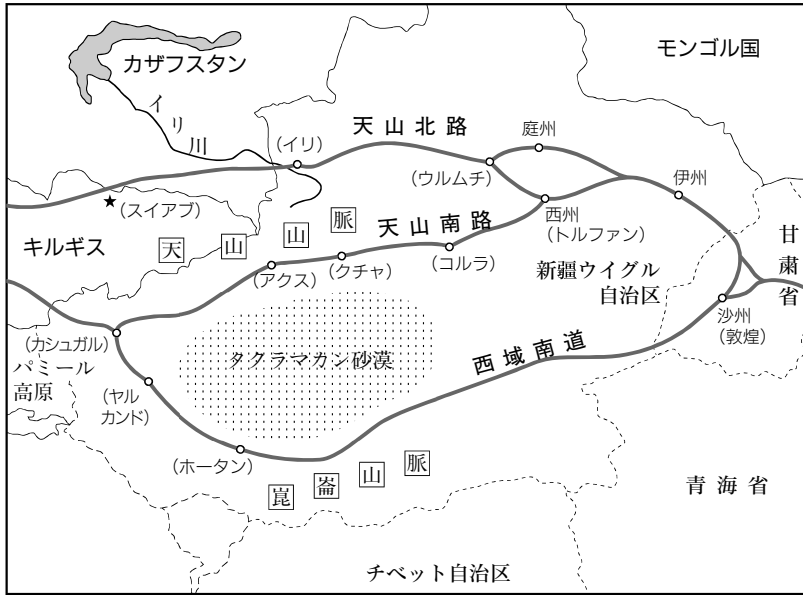 モンゴル国
カザフスタン
イリ川
天山北路
庭州
(イリ)
(ウルムチ)
伊州
(スイアブ)
西州
(トルファン)
天山南路
天山山脈
キルギス
甘粛省
(アクス)
(クチャ)
(コルラ)
新疆ウイグル
自治区
沙州
(敦煌)
(カシュガル)
タクラマカン砂漠
西域南道
パミール
高原
(ヤル
カンド)
(ホータン)
崑崙山脈
青海省
チベット自治区